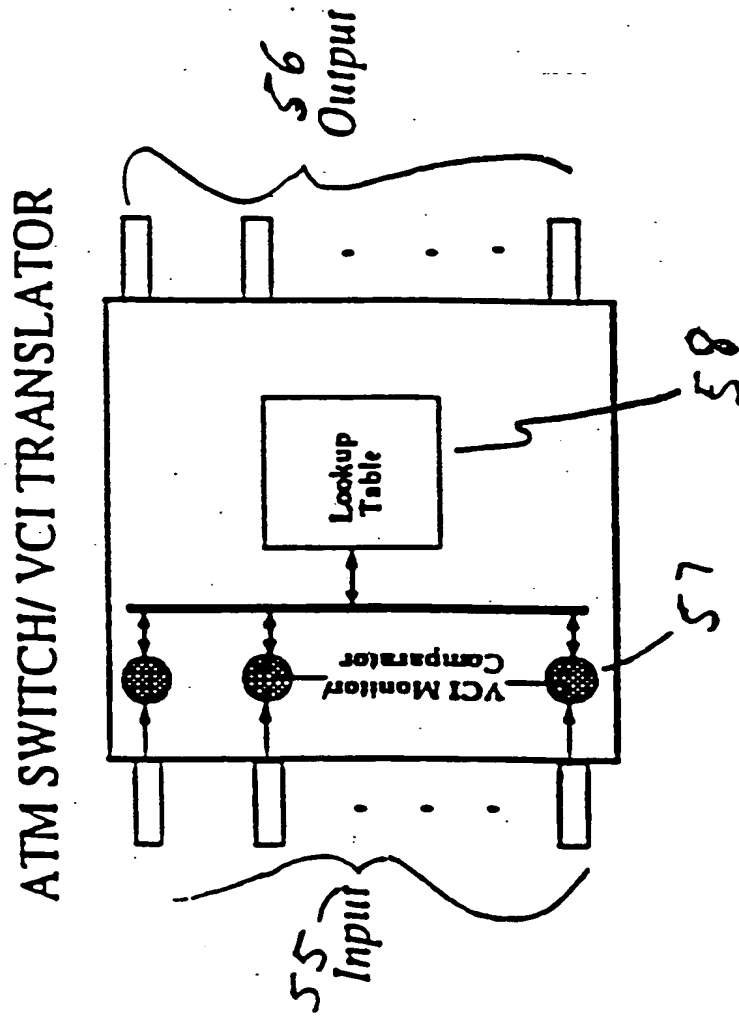 ATM SWITCH/ VCI TRANSLATOR
55
Input
56
Output
VCI Monitor/
Comparator
Lookup
Table
57
58